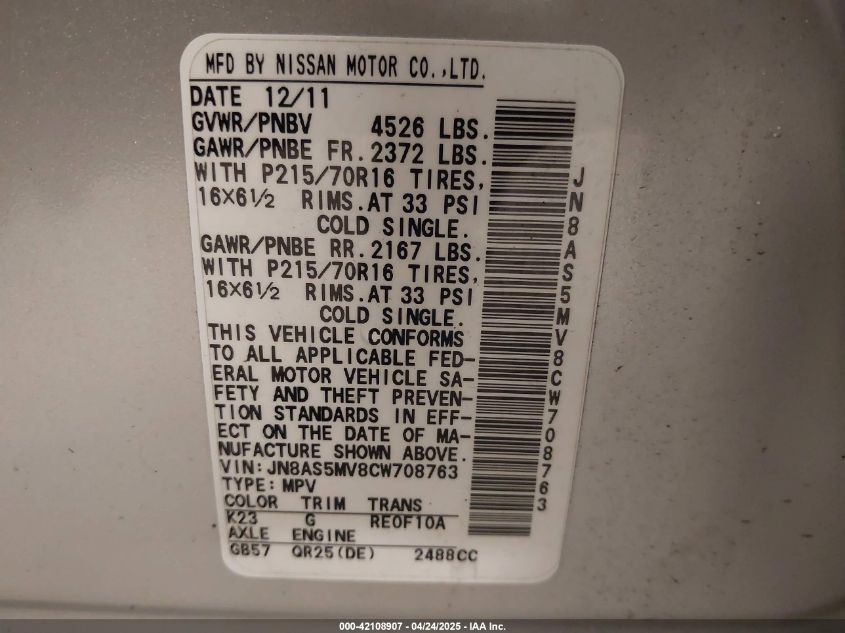 MFD BY NISSAN MOTOR CO.,LTD.
DATE 12/11
GVWR/PNBV 4526 LBS.
GAWR/PNBE FR. 2372 LBS.
WITH P215/70R16 TIRES,
16X6½ RIMS.AT 33 PSI
COLD SINGLE.
GAWR/PNBE RR. 2167 LBS.
WITH P215/70R16 TIRES,
16X6½ RIMS.AT 33 PSI
COLD SINGLE.
THIS VEHICLE CONFORMS
TO ALL APPLICABLE FED-
ERAL MOTOR VEHICLE SA-
FETY AND THEFT PREVEN-
TION STANDARDS IN EFF-
ECT ON THE DATE OF MA-
NUFACTURE SHOWN ABOVE.
VIN: JN8AS5MV8CW708763
TYPE: MPV
COLOR TRIM TRANS
K23 G RE0F10A
AXLE ENGINE
GB57 QR25(DE) 2488CC
JN8AS5MV8CW708763
000-42108907 - 04/24/2025 - IAA Inc.